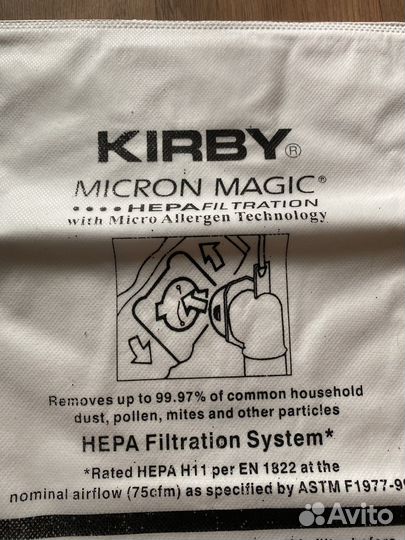 KIRBY®
MICRON MAGIC®
HEPA FILTRATION
with Micro Allergen Technology
Removes up to 99.97% of common household
dust, pollen, mites and other particles
HEPA Filtration System*
*Rated HEPA H11 per EN 1822 at the
nominal airflow (75cfm) as specified by ASTM F1977-99
Avito